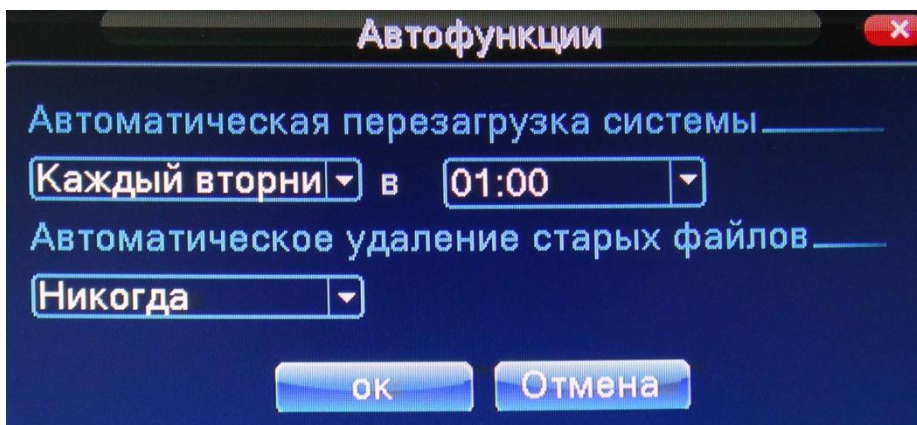 Автофункции
Автоматическая перезагрузка системы
Каждый вторни в 01:00
Автоматическое удаление старых файлов
Никогда
ок Отмена